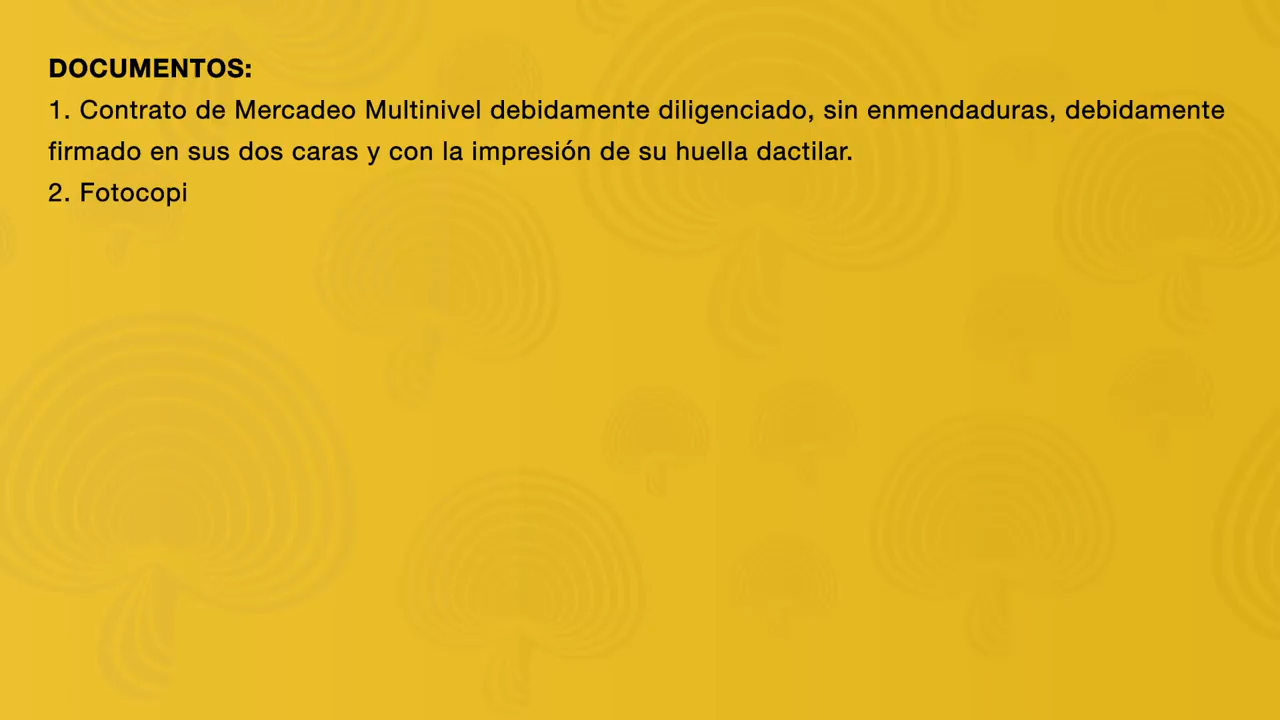 DOCUMENTOS:
1. Contrato de Mercadeo Multinivel debidamente diligenciado, sin enmendaduras, debidamente
firmado en sus dos caras y con la impresión de su huella dactilar.
2. Fotocopi